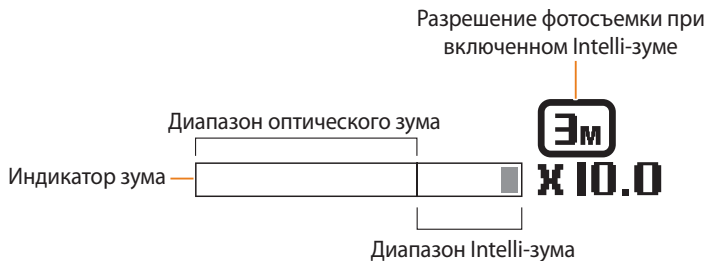 Разрешение фотосъемки при
включенном Intelli-зуме
3м
Диапазон оптического зума
Индикатор зума
X 10.0
Диапазон Intelli-зума